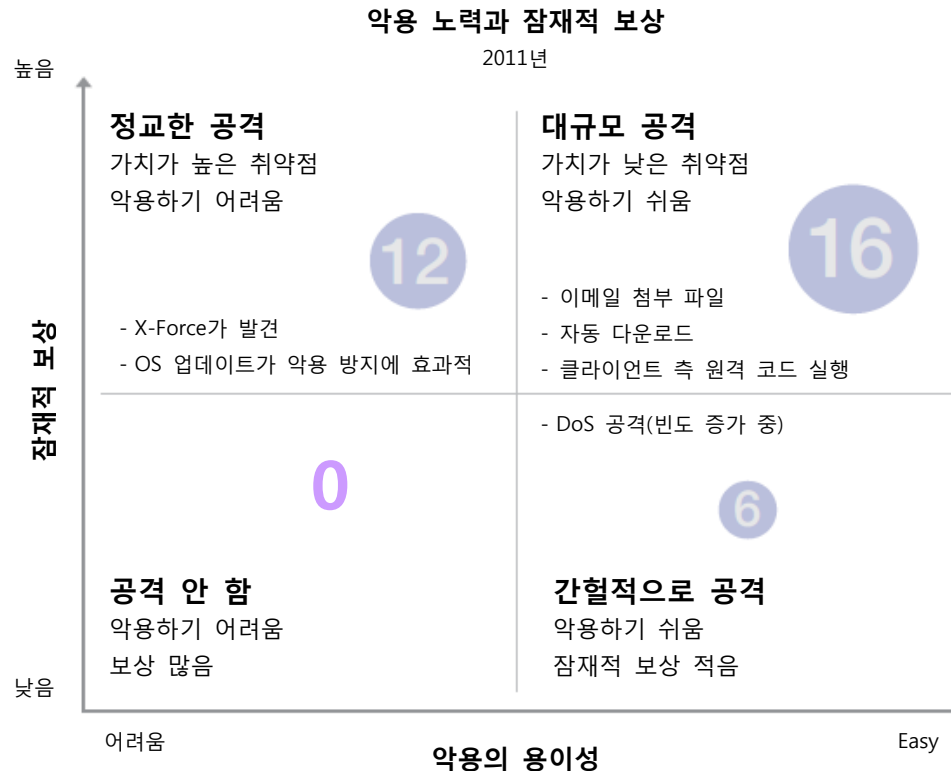 악용 노력과 잠재적 보상
2011년
높음
정교한 공격
가치가 높은 취약점
악용하기 어려움
12
- X-Force가 발견
- OS 업데이트가 악용 방지에 효과적
대규모 공격
가치가 낮은 취약점
악용하기 쉬움
16
- 이메일 첨부 파일
- 자동 다운로드
- 클라이언트 측 원격 코드 실행
잠재적 보상
0
공격 안 함
악용하기 어려움
보상 많음
- DoS 공격(빈도 증가 중)
6
간헐적으로 공격
악용하기 쉬움
잠재적 보상 적음
낮음
어려움
악용의 용이성
Easy